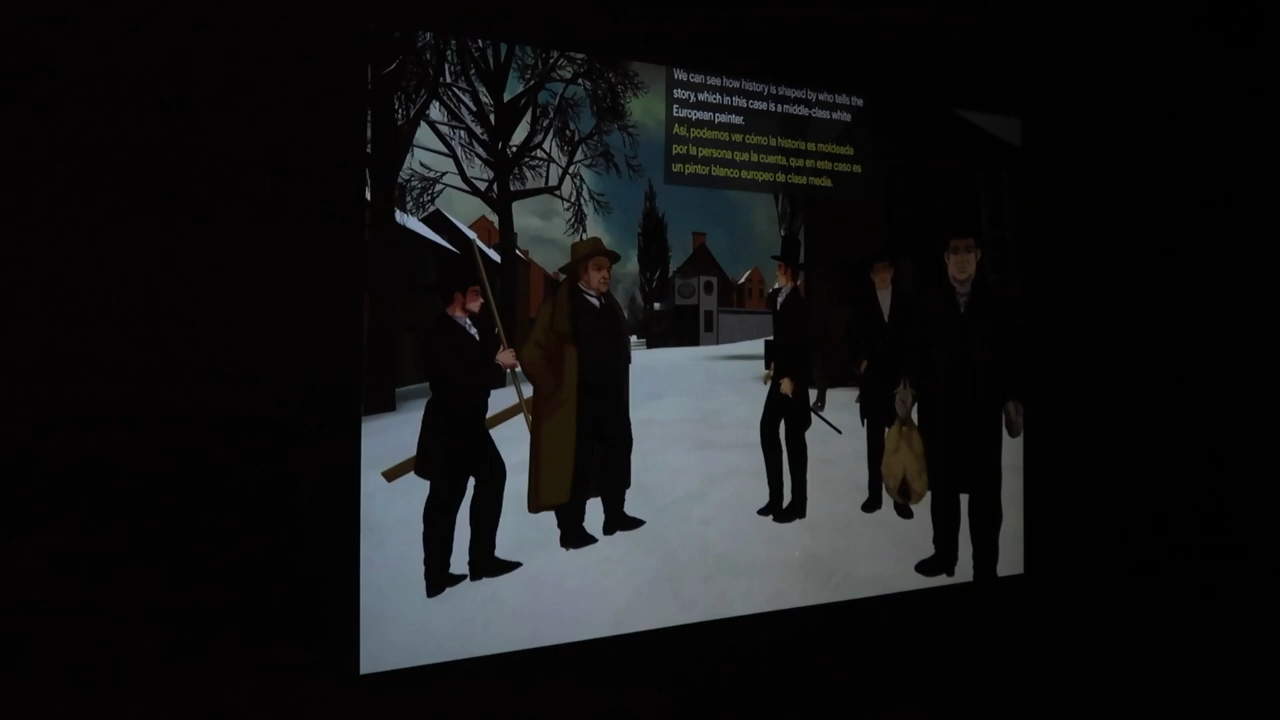 We can see how history is shaped by who tells the
story, which in this case is a middle-class white
European painter.
Así, podemos ver cómo la historia es moldeada
por la persona que la cuenta, que en este caso es
un pintor blanco europeo de clase media.